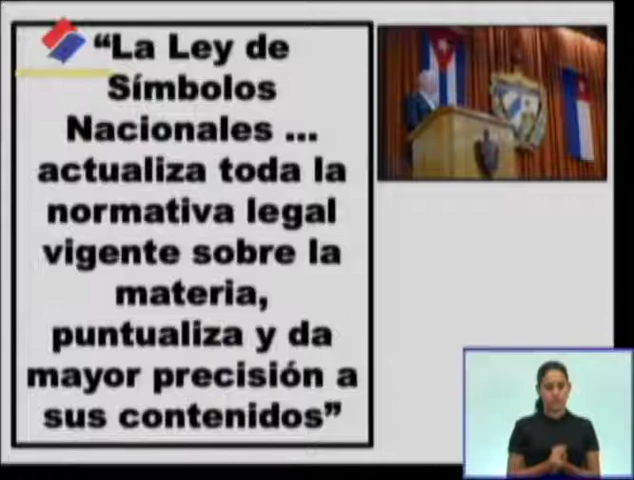 “La Ley de
Símbolos
Nacionales ...
actualiza toda la
normativa legal
vigente sobre la
materia,
puntualiza y da
mayor precisión a
sus contenidos”